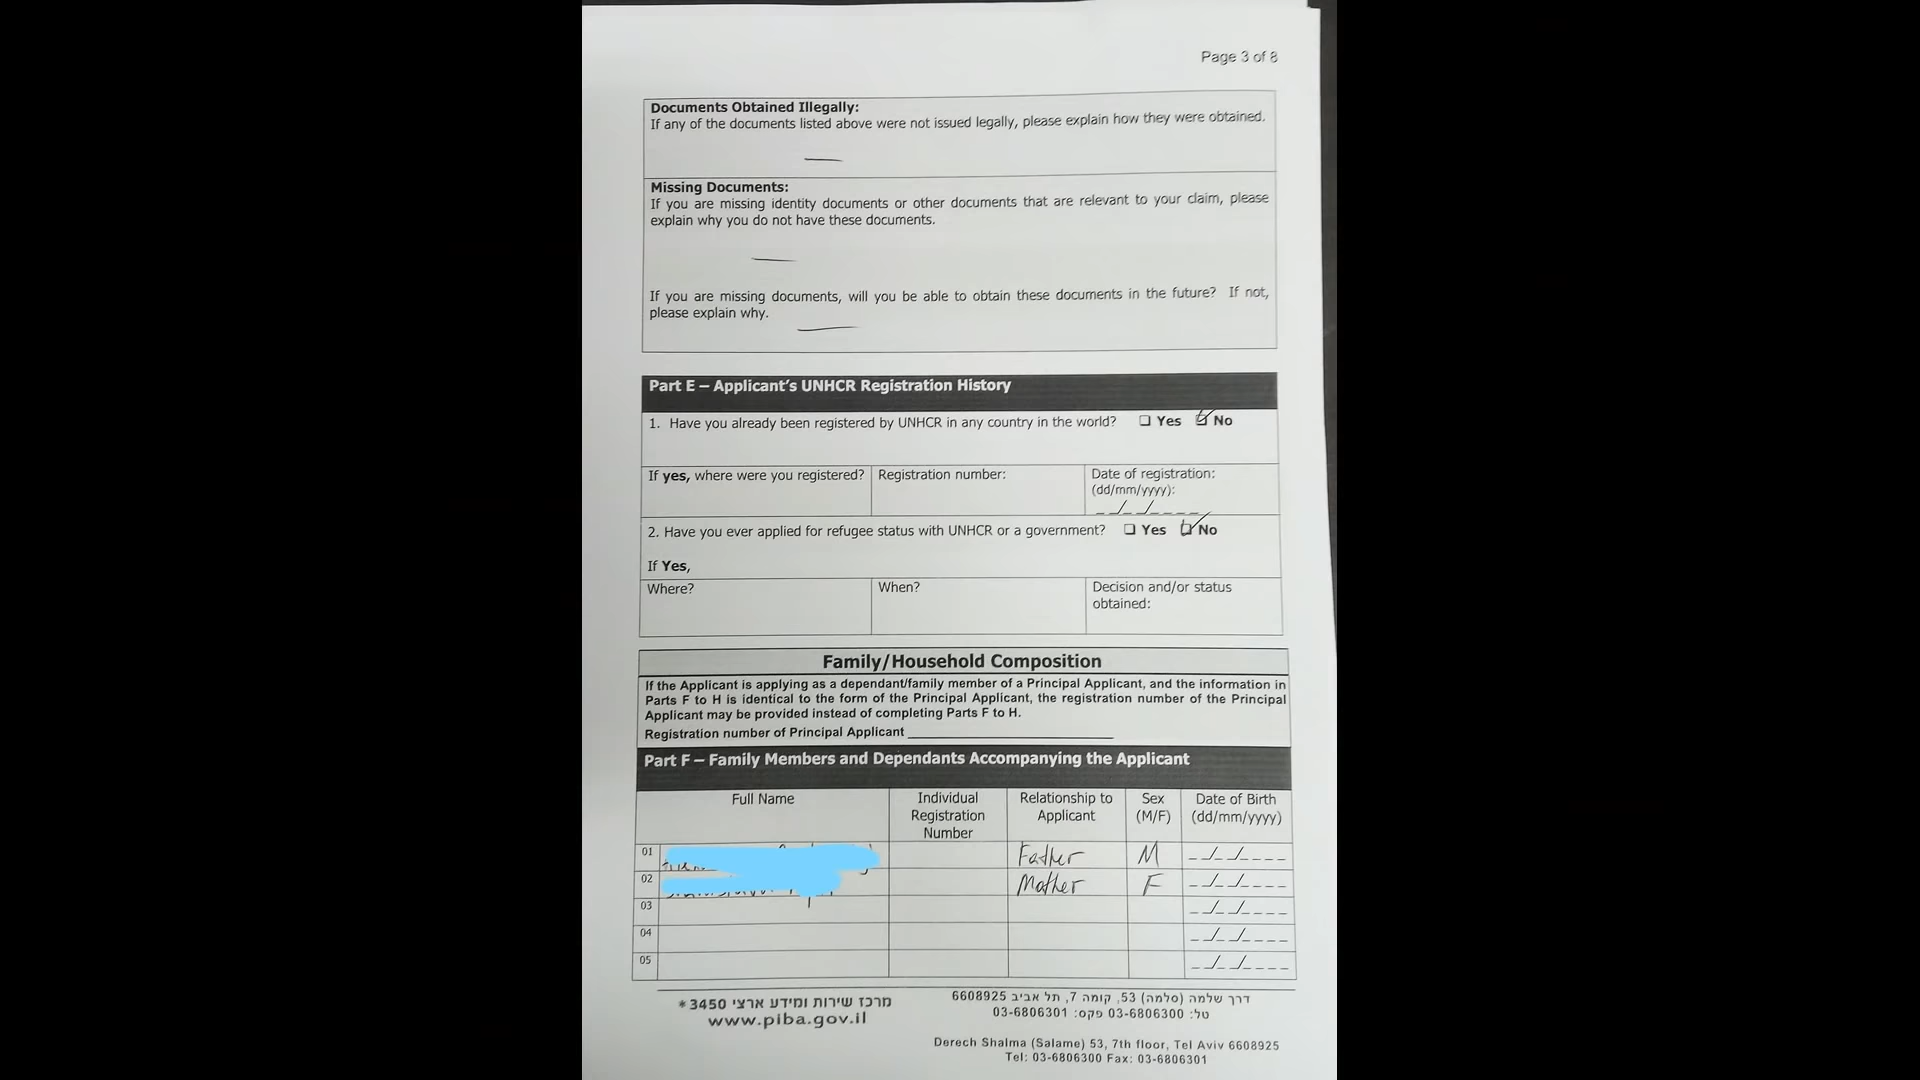 Page 3 of 8
Documents Obtained Illegally:
If any of the documents listed above were not issued legally, please explain how they were obtained.
Missing Documents:
If you are missing identity documents or other documents that are relevant to your claim, please
explain why you do not have these documents.
If you are missing documents, will you be able to obtain these documents in the future? If not,
please explain why.
Part E – Applicant's UNHCR Registration History
1. Have you already been registered by UNHCR in any country in the world? ❑ Yes ☑ No
If yes, where were you registered? Registration number: Date of registration:
(dd/mm/yyyy):
_ _/_ _/_ _ _ _
2. Have you ever applied for refugee status with UNHCR or a government? ❑ Yes ☑ No
If Yes,
Where? When? Decision and/or status
obtained:
Family/Household Composition
If the Applicant is applying as a dependant/family member of a Principal Applicant, and the information in
Parts F to H is identical to the form of the Principal Applicant, the registration number of the Principal
Applicant may be provided instead of completing Parts F to H.
Registration number of Principal Applicant
Part F – Family Members and Dependants Accompanying the Applicant
Full Name Individual Relationship to Sex Date of Birth
Registration Applicant (M/F) (dd/mm/yyyy)
Number
01 Father M _ _/_ _/_ _ _ _
02 Mother F _ _/_ _/_ _ _ _
03 _ _/_ _/_ _ _ _
04 _ _/_ _/_ _ _ _
05 _ _/_ _/_ _ _ _
מרכז שירות ומידע ארצי 3450*
www.piba.gov.il
דרך שלמה (סלמה) 53, קומה 7, תל אביב 6608925
טל: 03-6806300 פקס: 03-6806301
Derech Shalma (Salame) 53, 7th floor, Tel Aviv 6608925
Tel: 03-6806300 Fax: 03-6806301